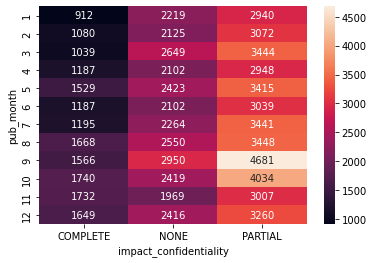 1 912 2219 2940
2 1080 2125 3072
3 1039 2649 3444
4 1187 2102 2948
5 1529 2423 3415
6 1187 2102 3039
7 1195 2264 3441
8 1668 2550 3448
9 1566 2950 4681
10 1740 2419 4034
11 1732 1969 3007
12 1649 2416 3260
COMPLETE NONE PARTIAL
impact_confidentiality
pub_month
4500
4000
3500
3000
2500
2000
1500
1000